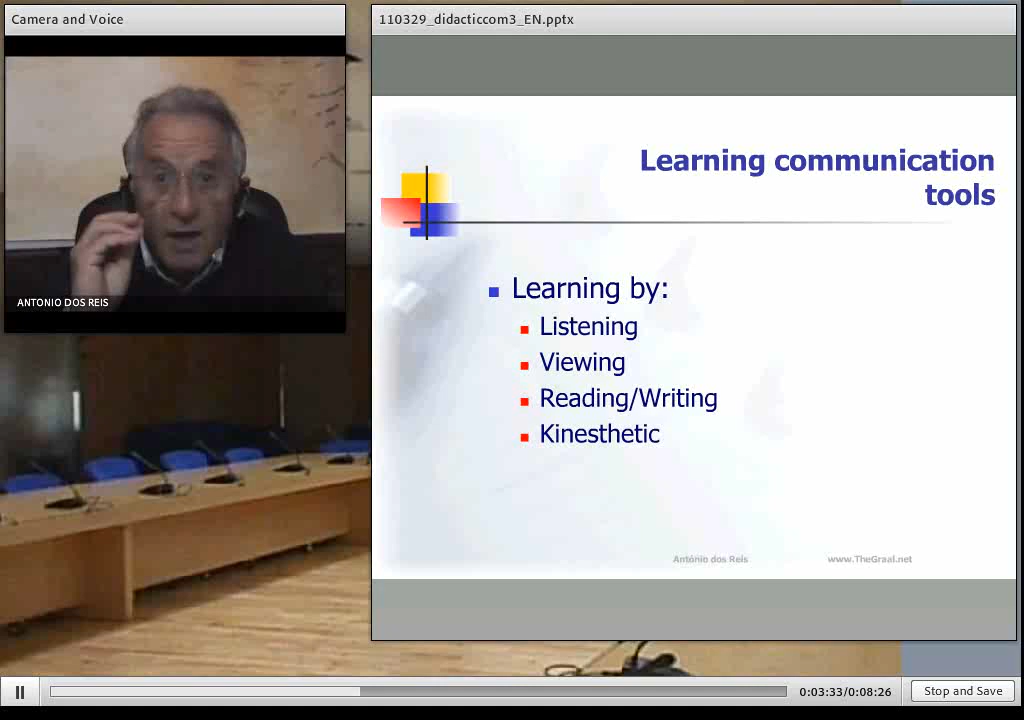 Camera and Voice
ANTONIO DOS REIS
110329_didacticcom3_EN.pptx
Learning communication
tools
Learning by:
Listening
Viewing
Reading/Writing
Kinesthetic
António dos Reis
www.TheGraal.net
0:03:33/0:08:26
Stop and Save